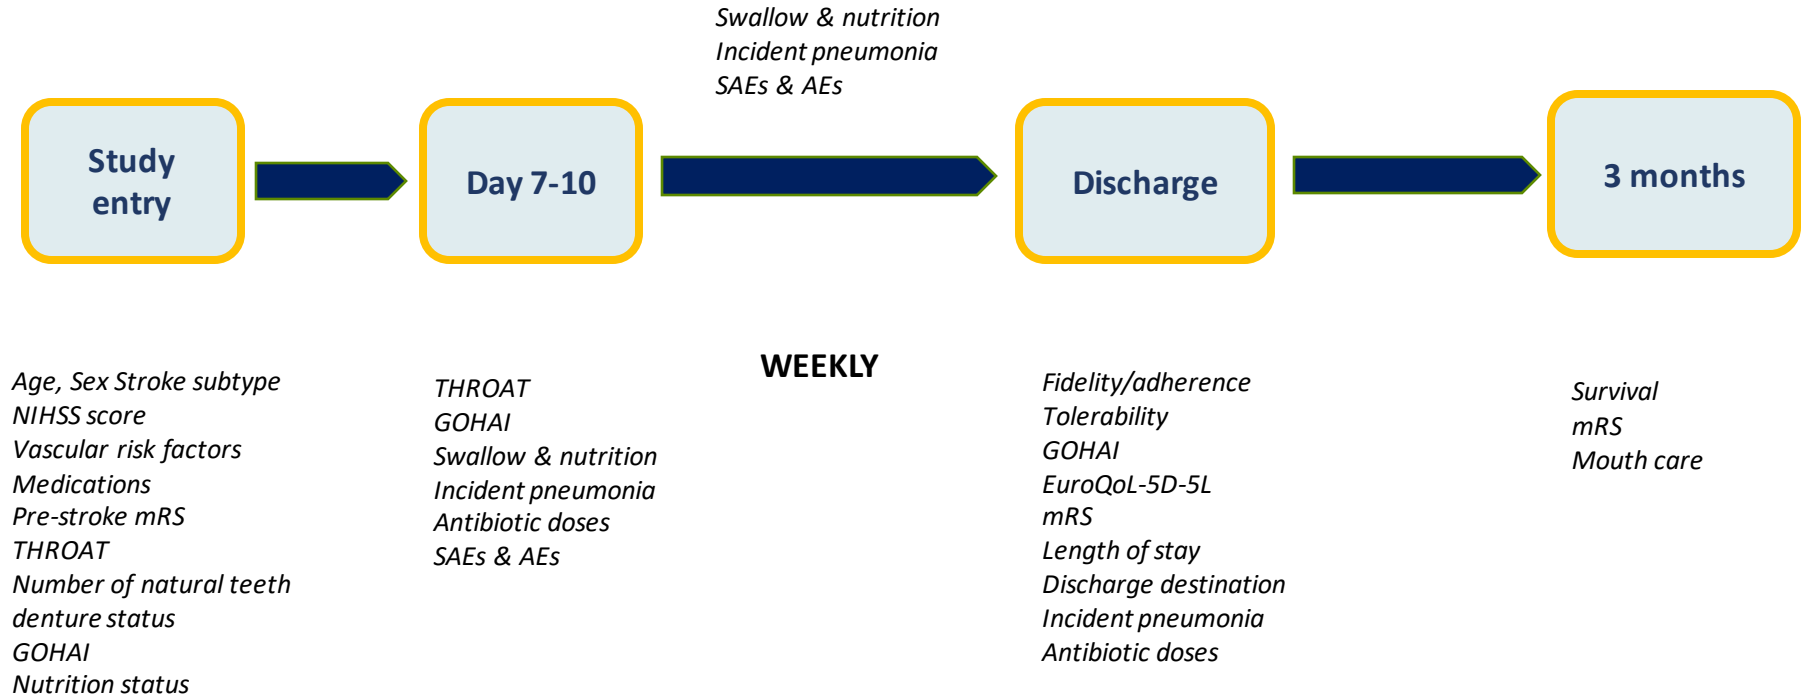 Swallow & nutrition
Incident pneumonia
SAEs & AEs
Study
entry
Day 7-10
Discharge
3 months
WEEKLY
Age, Sex Stroke subtype
NIHSS score
Vascular risk factors
Medications
Pre-stroke mRS
THROAT
Number of natural teeth
denture status
GOHAI
Nutrition status
THROAT
GOHAI
Swallow & nutrition
Incident pneumonia
Antibiotic doses
SAEs & AEs
Fidelity/adherence
Tolerability
GOHAI
EuroQoL-5D-5L
mRS
Length of stay
Discharge destination
Incident pneumonia
Antibiotic doses
Survival
mRS
Mouth care